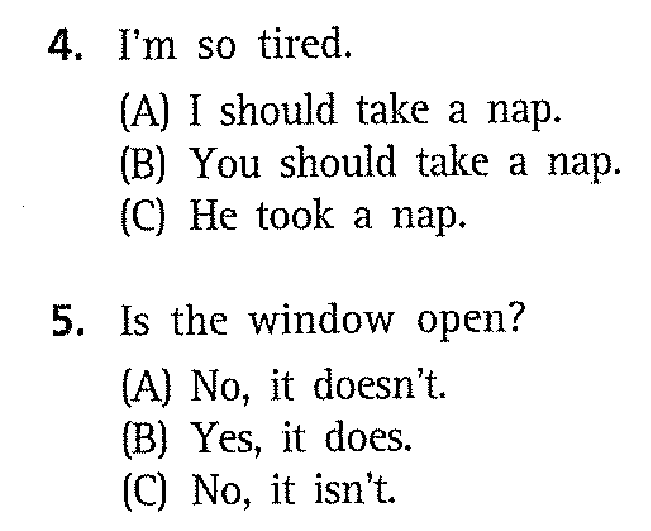 4. I'm so tired.
(A) I should take a nap.
(B) You should take a nap.
(C) He took a nap.
5. Is the window open?
(A) No, it doesn't.
(B) Yes, it does.
(C) No, it isn't.